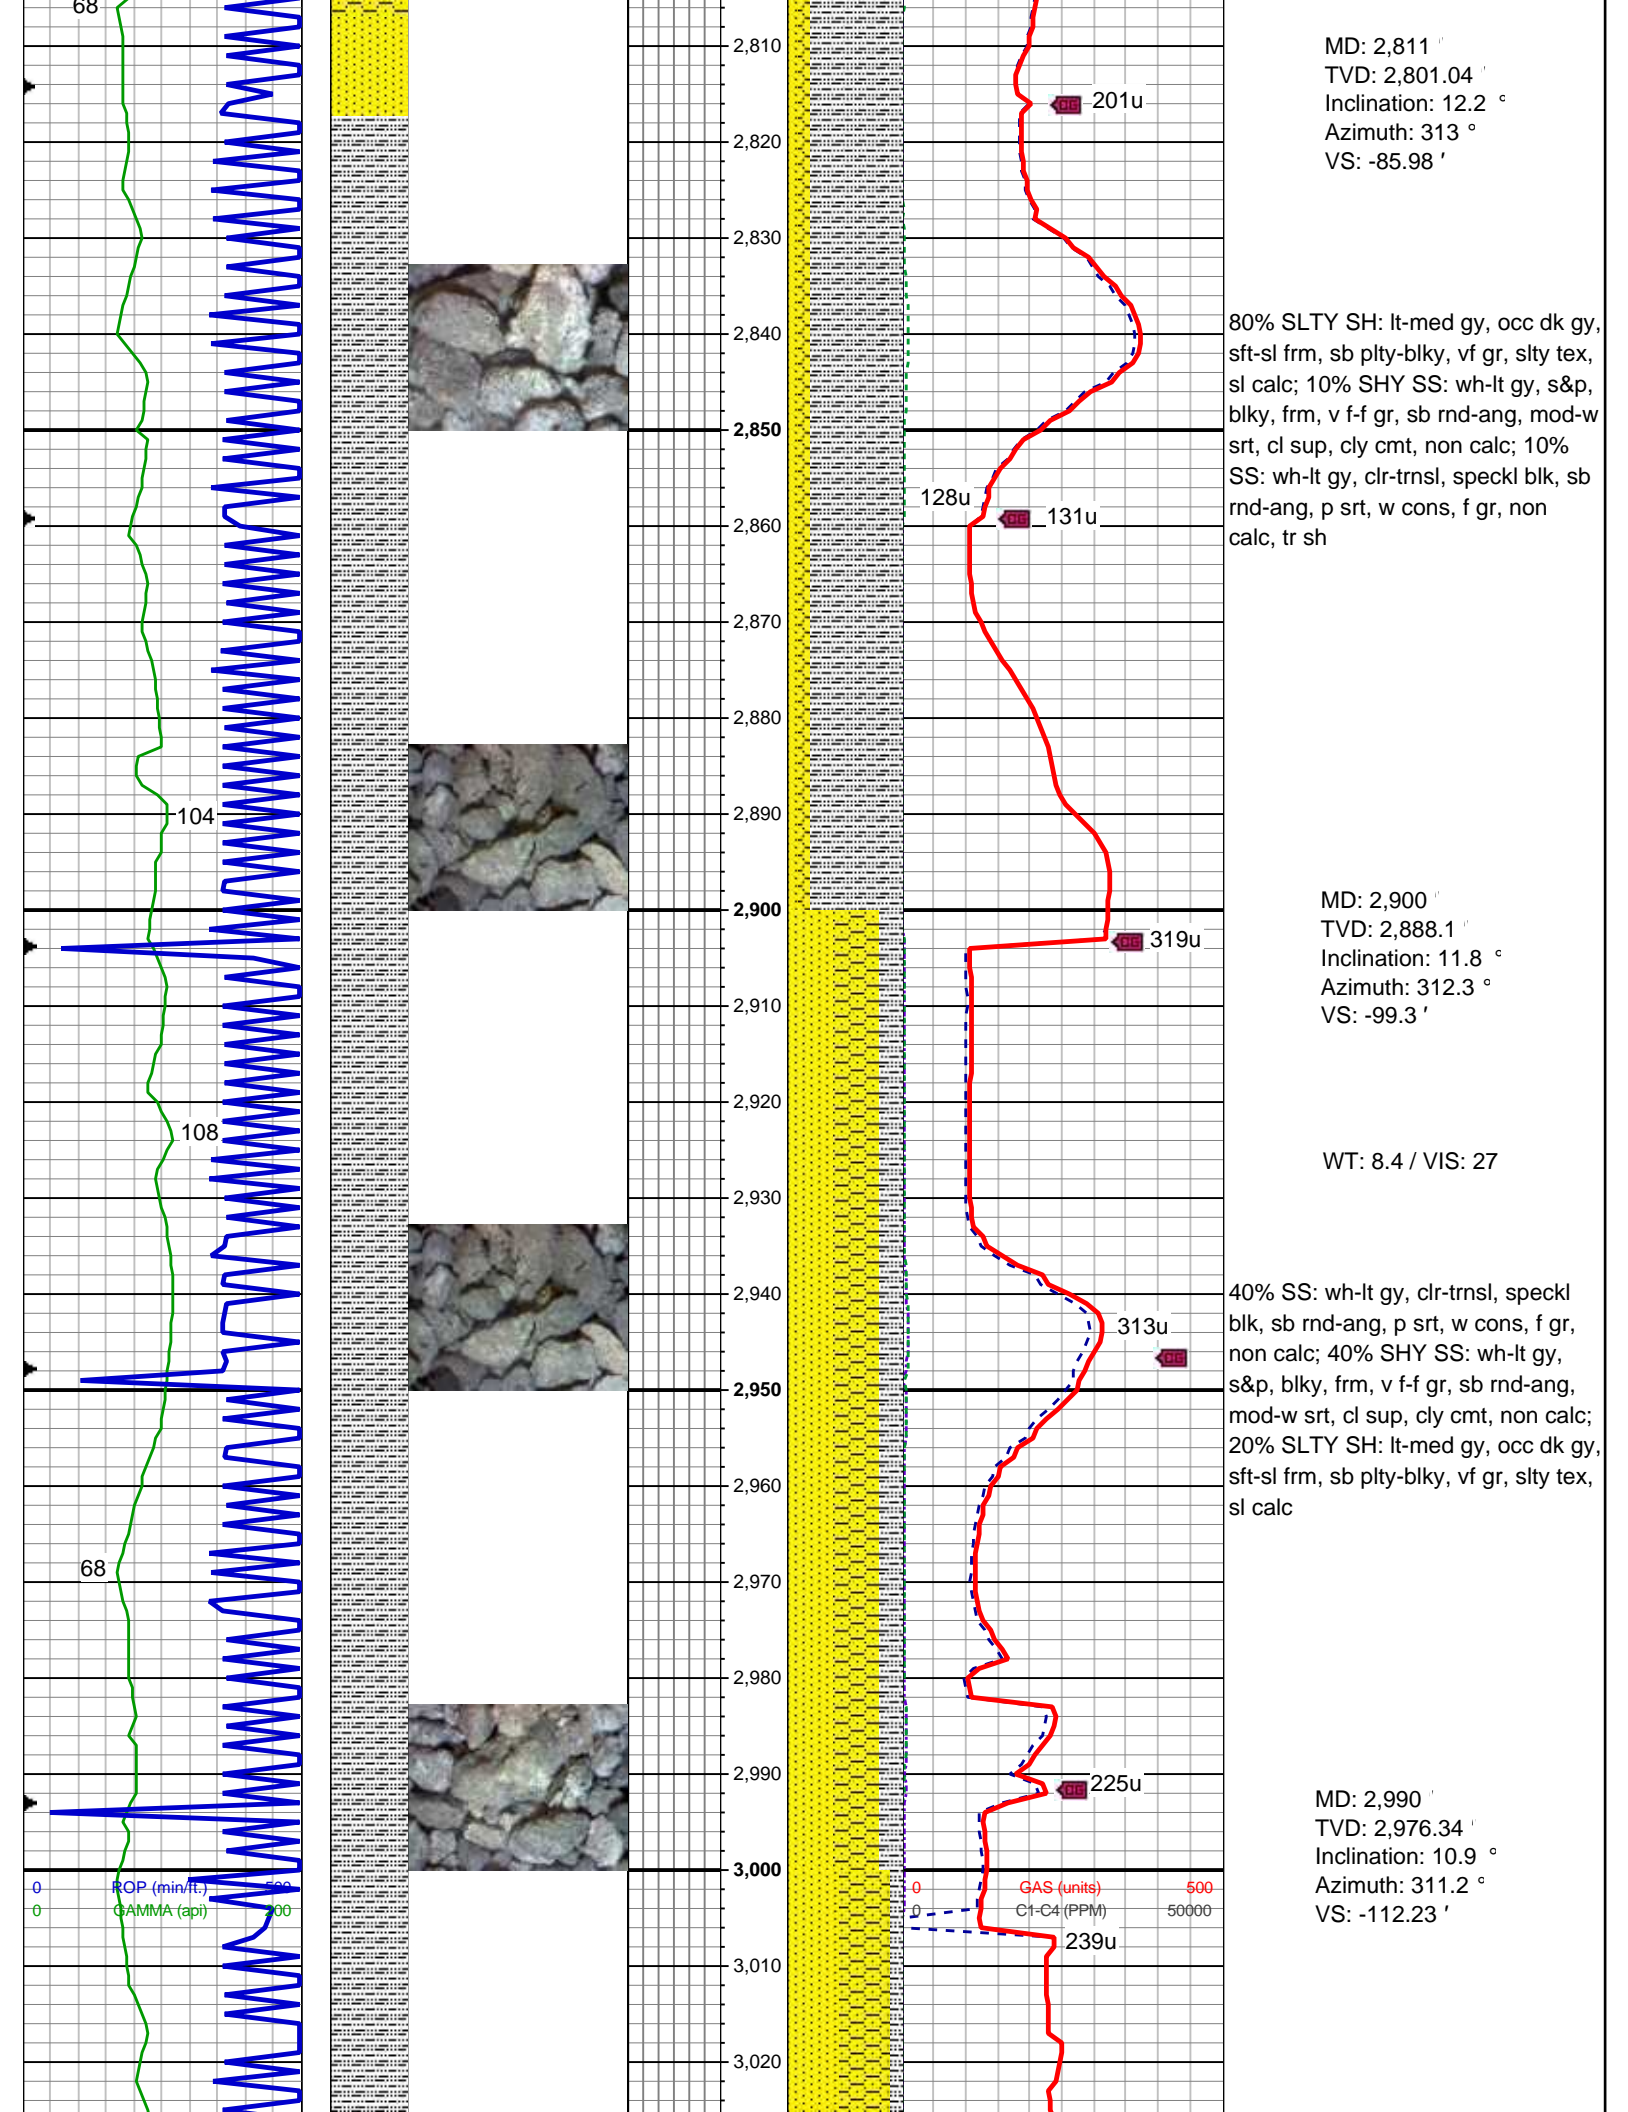 68
2,810
MD: 2,811 '
TVD: 2,801.04 '
Inclination: 12.2 °
Azimuth: 313 °
VS: -85.98 '
CG 201u
2,820
2,830
2,840
80% SLTY SH: lt-med gy, occ dk gy,
sft-sl frm, sb plty-blky, vf gr, slty tex,
sl calc; 10% SHY SS: wh-lt gy, s&p,
blky, frm, v f-f gr, sb rnd-ang, mod-w
srt, cl sup, cly cmt, non calc; 10%
SS: wh-lt gy, clr-trnsl, speckl blk, sb
rnd-ang, p srt, w cons, f gr, non
calc, tr sh
2,850
128u
CG 131u
2,860
2,870
2,880
104
2,890
2,900
MD: 2,900 '
TVD: 2,888.1 '
Inclination: 11.8 °
Azimuth: 312.3 °
VS: -99.3 '
CG 319u
2,910
2,920
108
WT: 8.4 / VIS: 27
2,930
2,940
40% SS: wh-lt gy, clr-trnsl, speckl
blk, sb rnd-ang, p srt, w cons, f gr,
non calc; 40% SHY SS: wh-lt gy,
s&p, blky, frm, v f-f gr, sb rnd-ang,
mod-w srt, cl sup, cly cmt, non calc;
20% SLTY SH: lt-med gy, occ dk gy,
sft-sl frm, sb plty-blky, vf gr, slty tex,
sl calc
313u
CG
2,950
2,960
68
2,970
2,980
2,990
CG 225u
MD: 2,990 '
TVD: 2,976.34 '
Inclination: 10.9 °
Azimuth: 311.2 °
VS: -112.23 '
3,000
0 ROP (min/ft.) 500
0 GAMMA (api) 200
0 GAS (units) 500
0 C1-C4 (PPM) 50000
239u
3,010
3,020